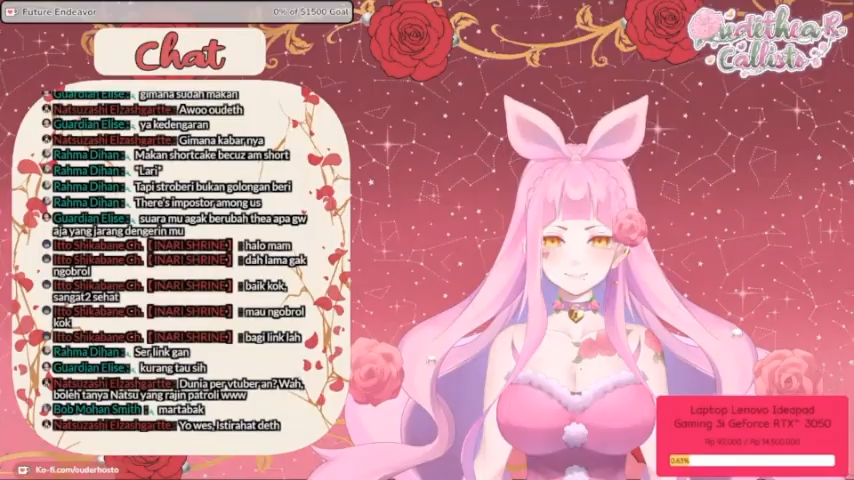 Future Endeavor
0% of $1500 Goal
Chat
Guardian Elise: gimana sudah makan
Natsuzashi Elzashgartte: Awoo oudeth
Guardian Elise: ya kedengaran
Natsuzashi Elzashgartte: Gimana kabar nya
Rahma Dihan: Makan shortcake becuz am short
Rahma Dihan: *Lari*
Rahma Dihan: Tapi stroberi bukan golongan beri
Rahma Dihan: There's impostor among us
Guardian Elise: suara mu agak berubah thea apa gw
aja yang jarang dengerin mu
Itto Shikabane Ch.【INARI SHRINE】 halo mam
Itto Shikabane Ch.【INARI SHRINE】 dah lama gak
ngobrol
Itto Shikabane Ch.【INARI SHRINE】 baik kok,
sangat2 sehat
Itto Shikabane Ch.【INARI SHRINE】 mau ngobrol
kok
Itto Shikabane Ch.【INARI SHRINE】 bagi link lah
Rahma Dihan: Ser link gan
Guardian Elise: kurang tau sih
Natsuzashi Elzashgartte: Dunia per vtuber an? Wah,
boleh tanya Natsu yang rajin patroli www
Bob Mohan Smith: martabak
Natsuzashi Elzashgartte: Yo wes, Istirahat deth
Ko-fi.com/ouderhosto
Oudethea R.
Callisto
Laptop Lenovo Ideapad
Gaming 3i GeForce RTX™ 3050
0.63%